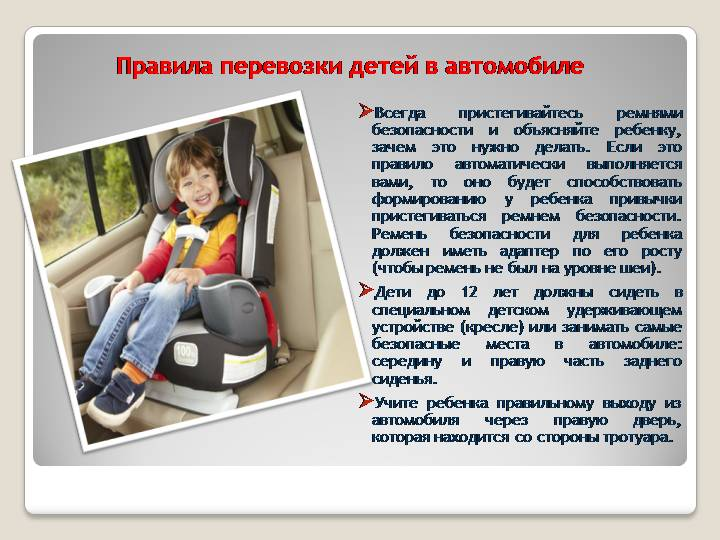 Правила перевозки детей в автомобиле
➢Всегда пристегивайтесь ремнями
безопасности и объясняйте ребенку,
зачем это нужно делать. Если это
правило автоматически выполняется
вами, то оно будет способствовать
формированию у ребенка привычки
пристегиваться ремнем безопасности.
Ремень безопасности для ребенка
должен иметь адаптер по его росту
(чтобы ремень не был на уровне шеи).
➢Дети до 12 лет должны сидеть в
специальном детском удерживающем
устройстве (кресле) или занимать самые
безопасные места в автомобиле:
середину и правую часть заднего
сиденья.
➢Учите ребенка правильному выходу из
автомобиля через правую дверь,
которая находится со стороны тротуара.